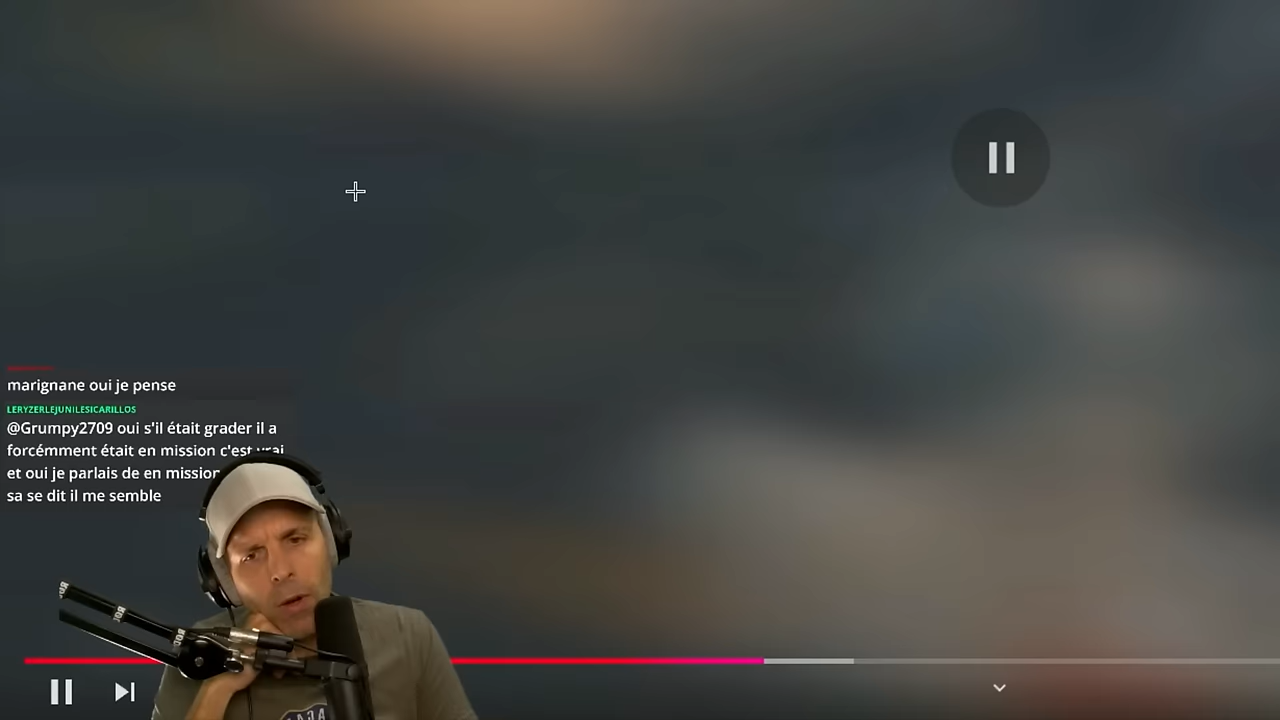 marignane oui je pense
LERYZERLEJUNILESICARILLOS
@Grumpy2709 oui s'il était grader il a
forcémment était en mission c'est vrai
et oui je parlais de en mission
sa se dit il me semble